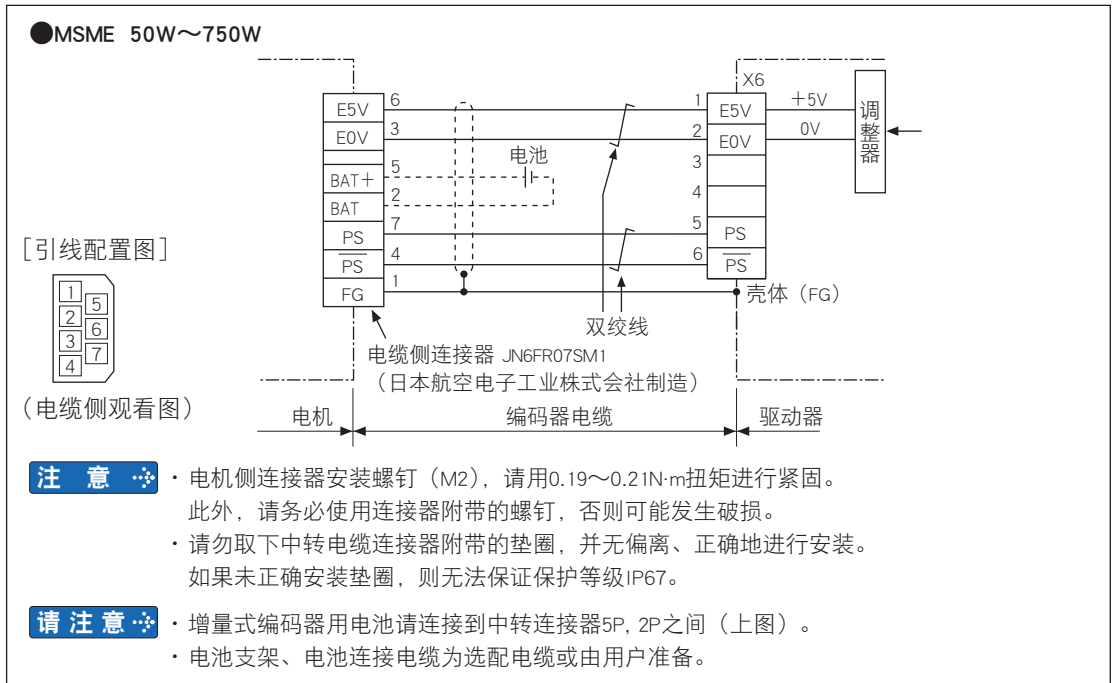 ●MSME 50W～750W
X6
E5V 6
1 E5V
+5V
E0V 3
2 E0V
0V
调整器
3
电池
BAT+ 5
4
BAT 2
PS 7
5 PS
PS 4
6 PS
FG 1
壳体（FG）
双绞线
[引线配置图]
1
5
2
6
3
7
4
（电缆侧观看图）
电缆侧连接器 JN6FR07SM1
（日本航空电子工业株式会社制造）
电机
编码器电缆
驱动器
注 意
・电机侧连接器安装螺钉（M2），请用0.19～0.21N·m扭矩进行紧固。
此外，请务必使用连接器附带的螺钉，否则可能发生破损。
・请勿取下中转电缆连接器附带的垫圈，并无偏离、正确地进行安装。
如果未正确安装垫圈，则无法保证保护等级IP67。
请 注 意
・增量式编码器用电池请连接到中转连接器5P, 2P之间（上图）。
・电池支架、电池连接电缆为选配电缆或由用户准备。